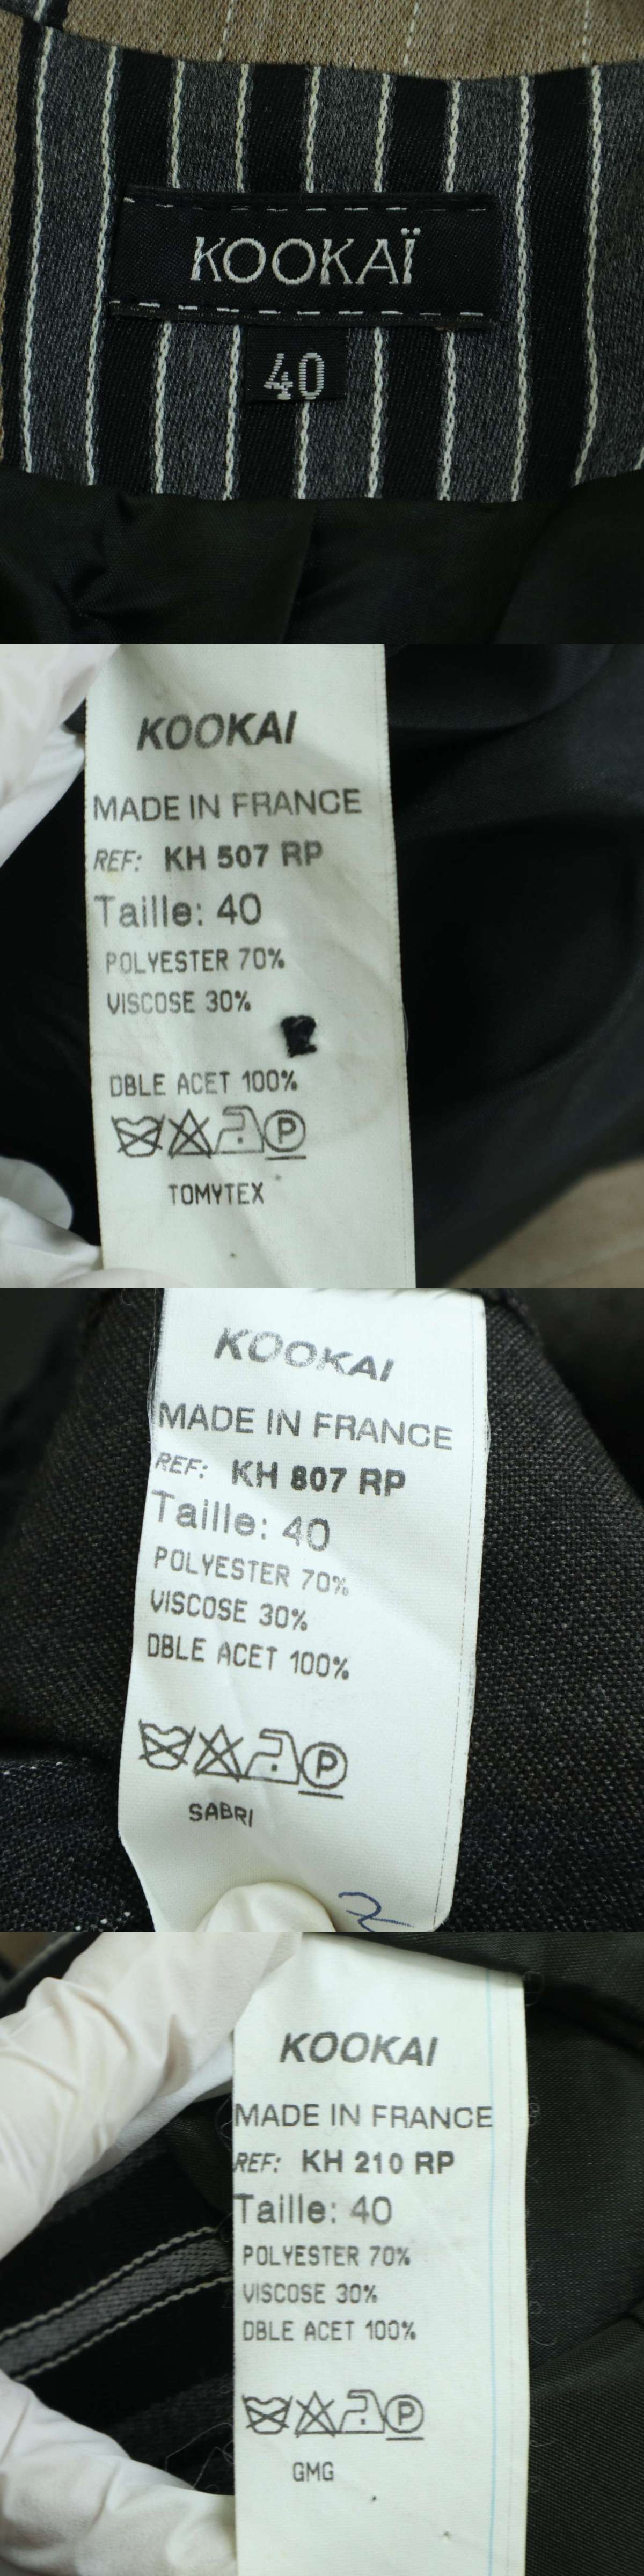 KOOKAÏ
40
KOOKAI
MADE IN FRANCE
REF: KH 507 RP
Taille: 40
POLYESTER 70%
VISCOSE 30%
DBLE ACET 100%
P
TOMYTEX
KOOKAI
MADE IN FRANCE
REF: KH 807 RP
Taille: 40
POLYESTER 70%
VISCOSE 30%
DBLE ACET 100%
P
SABRI
KOOKAI
MADE IN FRANCE
REF: KH 210 RP
Taille: 40
POLYESTER 70%
VISCOSE 30%
DBLE ACET 100%
P
GMG